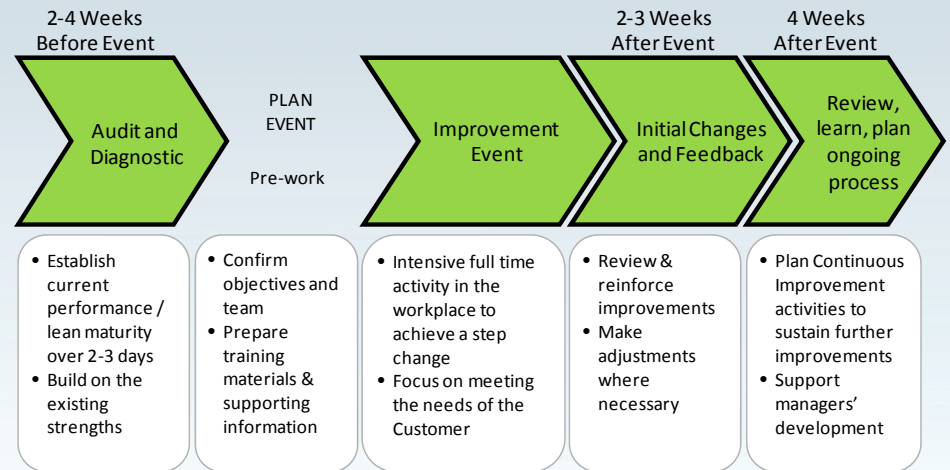 2-4 Weeks
Before Event
2-3 Weeks
After Event
4 Weeks
After Event
Audit and
Diagnostic
PLAN
EVENT
Pre-work
Improvement
Event
Initial Changes
and Feedback
Review,
learn, plan
ongoing
process
• Establish
current
performance /
lean maturity
over 2-3 days
• Build on the
existing
strengths
• Confirm
objectives and
team
• Prepare
training
materials &
supporting
information
• Intensive full time
activity in the
workplace to
achieve a step
change
• Focus on meeting
the needs of the
Customer
• Review &
reinforce
improvements
• Make
adjustments
where
necessary
• Plan Continuous
Improvement
activities to
sustain further
improvements
• Support
managers’
development